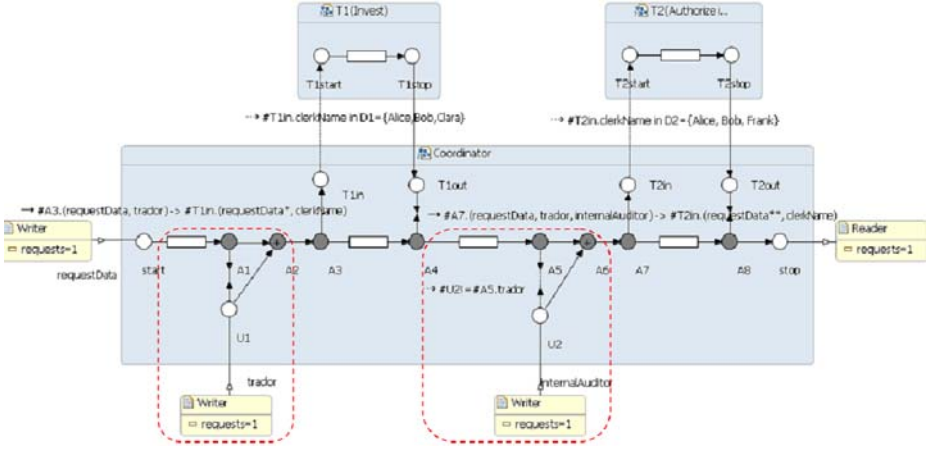 T1(Invest)
T2(Authorize i...
T1start
T1stop
T2start
T2stop
#T1in.clerkName in D1={Alice,Bob,Clara}
#T2in.clerkName in D2={Alice, Bob, Frank}
Coordinator
T1in
T1out
T2in
T2out
#A3.(requestData, trador)-> #T1in.(requestData*, clerkName)
#A7.(requestData, trador, internalAuditor)-> #T2in.(requestData**, clerkName)
Writer
requests=1
Reader
requests=1
requestData
start
A1
A2
A3
A4
A5
A6
A7
A8
stop
#U2!=#A5.trador
U1
U2
trador
internalAuditor
Writer
requests=1
Writer
requests=1